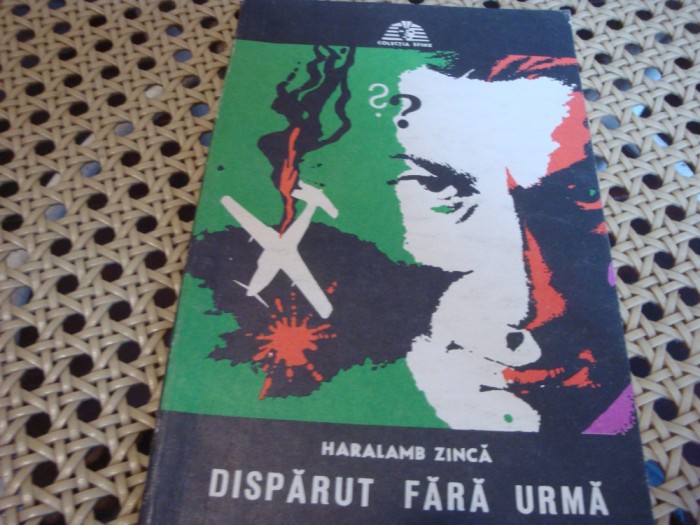 COLECȚIA SFINX
??
HARALAMB ZINCĂ
DISPĂRUT FĂRĂ URMĂ